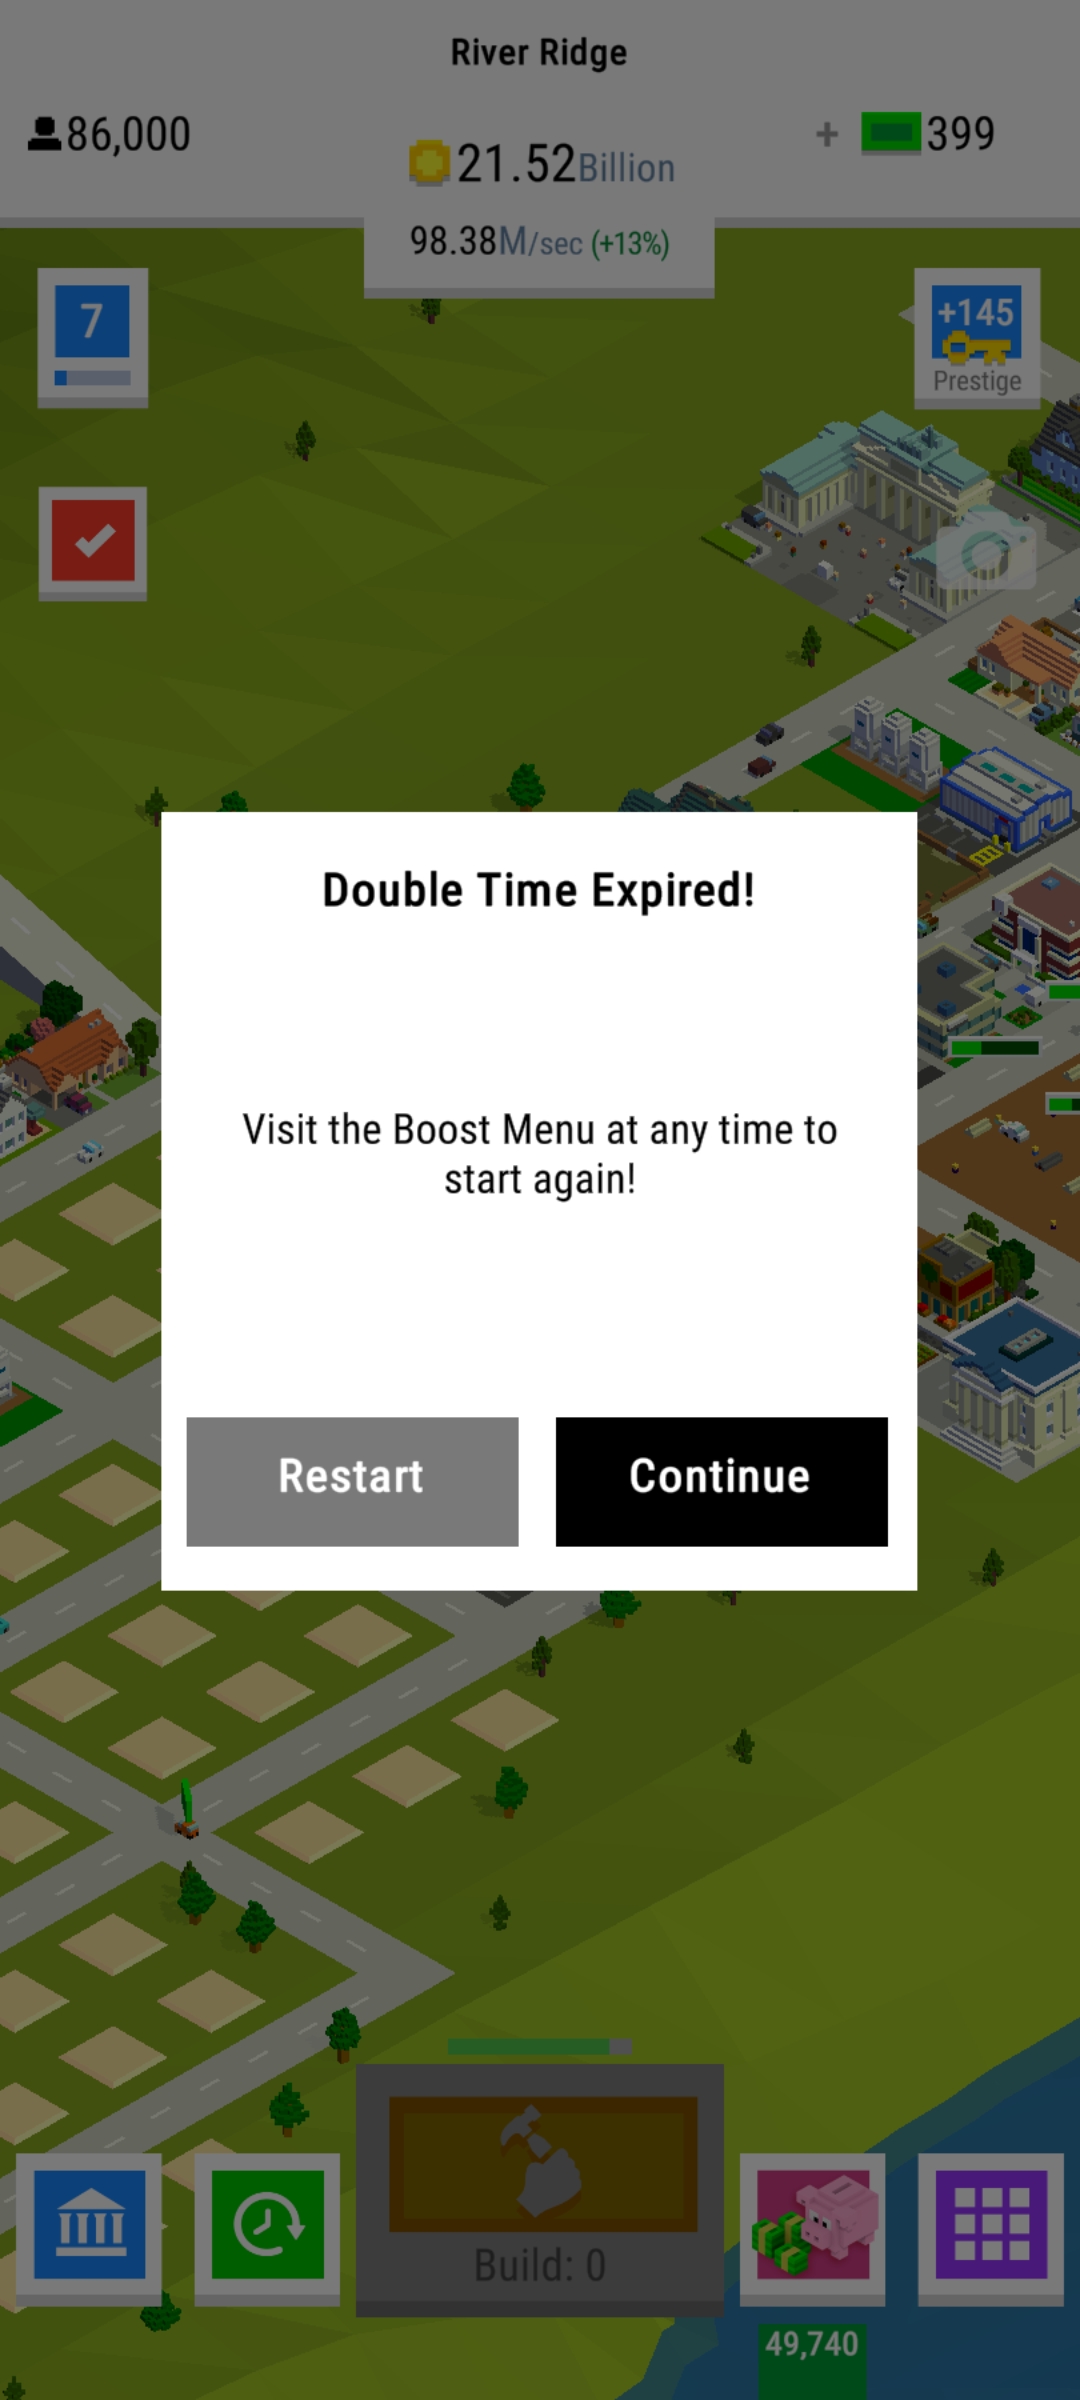 River Ridge
86,000
21.52Billion
+ 399
98.38M/sec (+13%)
7
+145
Prestige
Double Time Expired!
Visit the Boost Menu at any time to
start again!
Restart
Continue
Build: 0
49,740